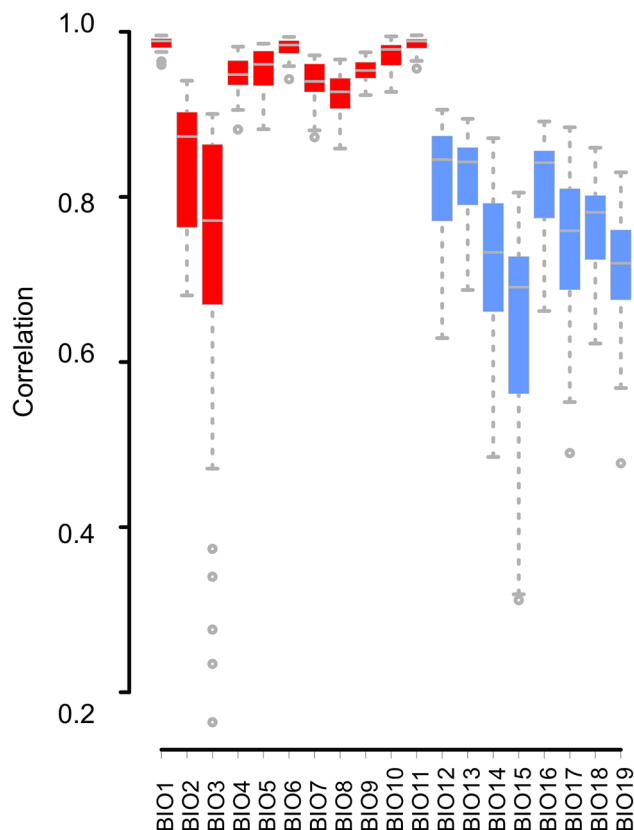 1.0
0.8
0.6
0.4
0.2
Correlation
BIO1
BIO2
BIO3
BIO4
BIO5
BIO6
BIO7
BIO8
BIO9
BIO10
BIO11
BIO12
BIO13
BIO14
BIO15
BIO16
BIO17
BIO18
BIO19